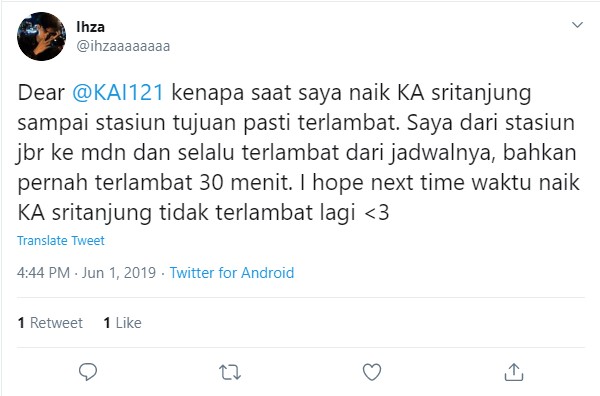 Ihza
@ihzaaaaaaaa
Dear @KAI121 kenapa saat saya naik KA sritanjung
sampai stasiun tujuan pasti terlambat. Saya dari stasiun
jbr ke mdn dan selalu terlambat dari jadwalnya, bahkan
pernah terlambat 30 menit. I hope next time waktu naik
KA sritanjung tidak terlambat lagi <3
Translate Tweet
4:44 PM · Jun 1, 2019 · Twitter for Android
1 Retweet 1 Like